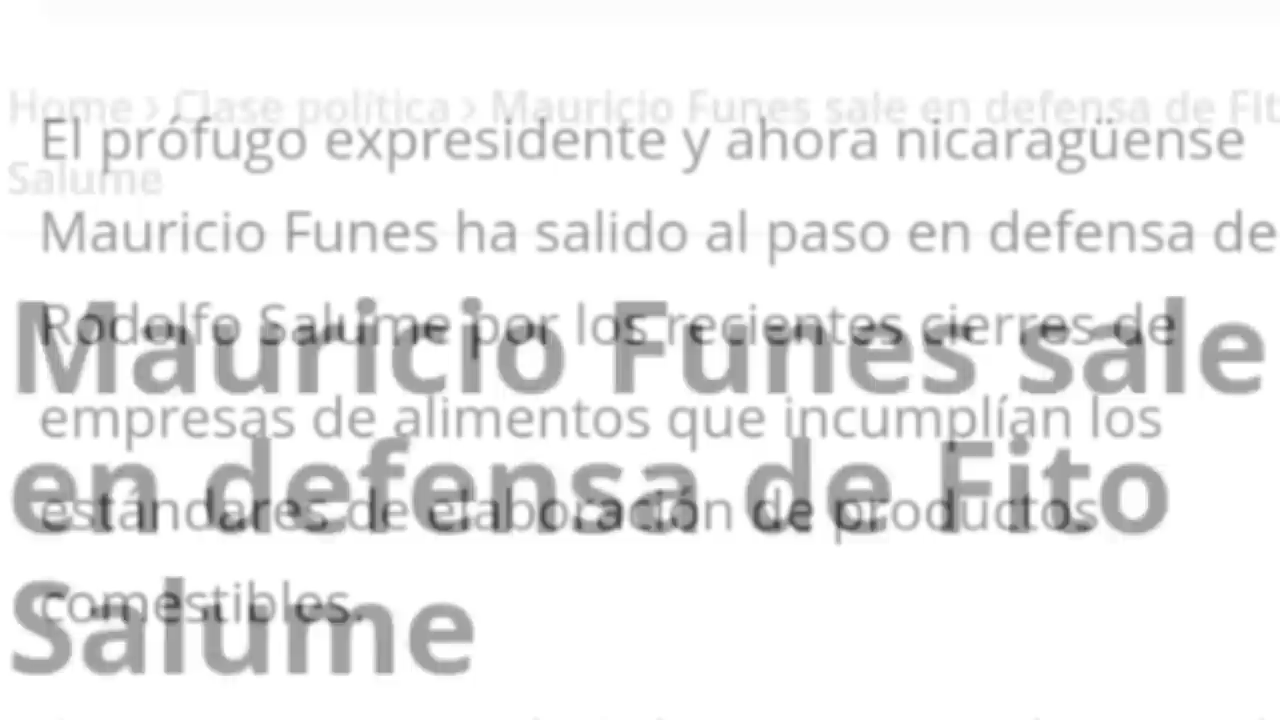 Home › Clase política › Mauricio Funes sale en defensa de Fit
Salume
Mauricio Funes sale
en defensa de Fito
Salume
El prófugo expresidente y ahora nicaragüense
Mauricio Funes ha salido al paso en defensa de
Rodolfo Salume por los recientes cierres de
empresas de alimentos que incumplían los
estándares de elaboración de productos
comestibles.